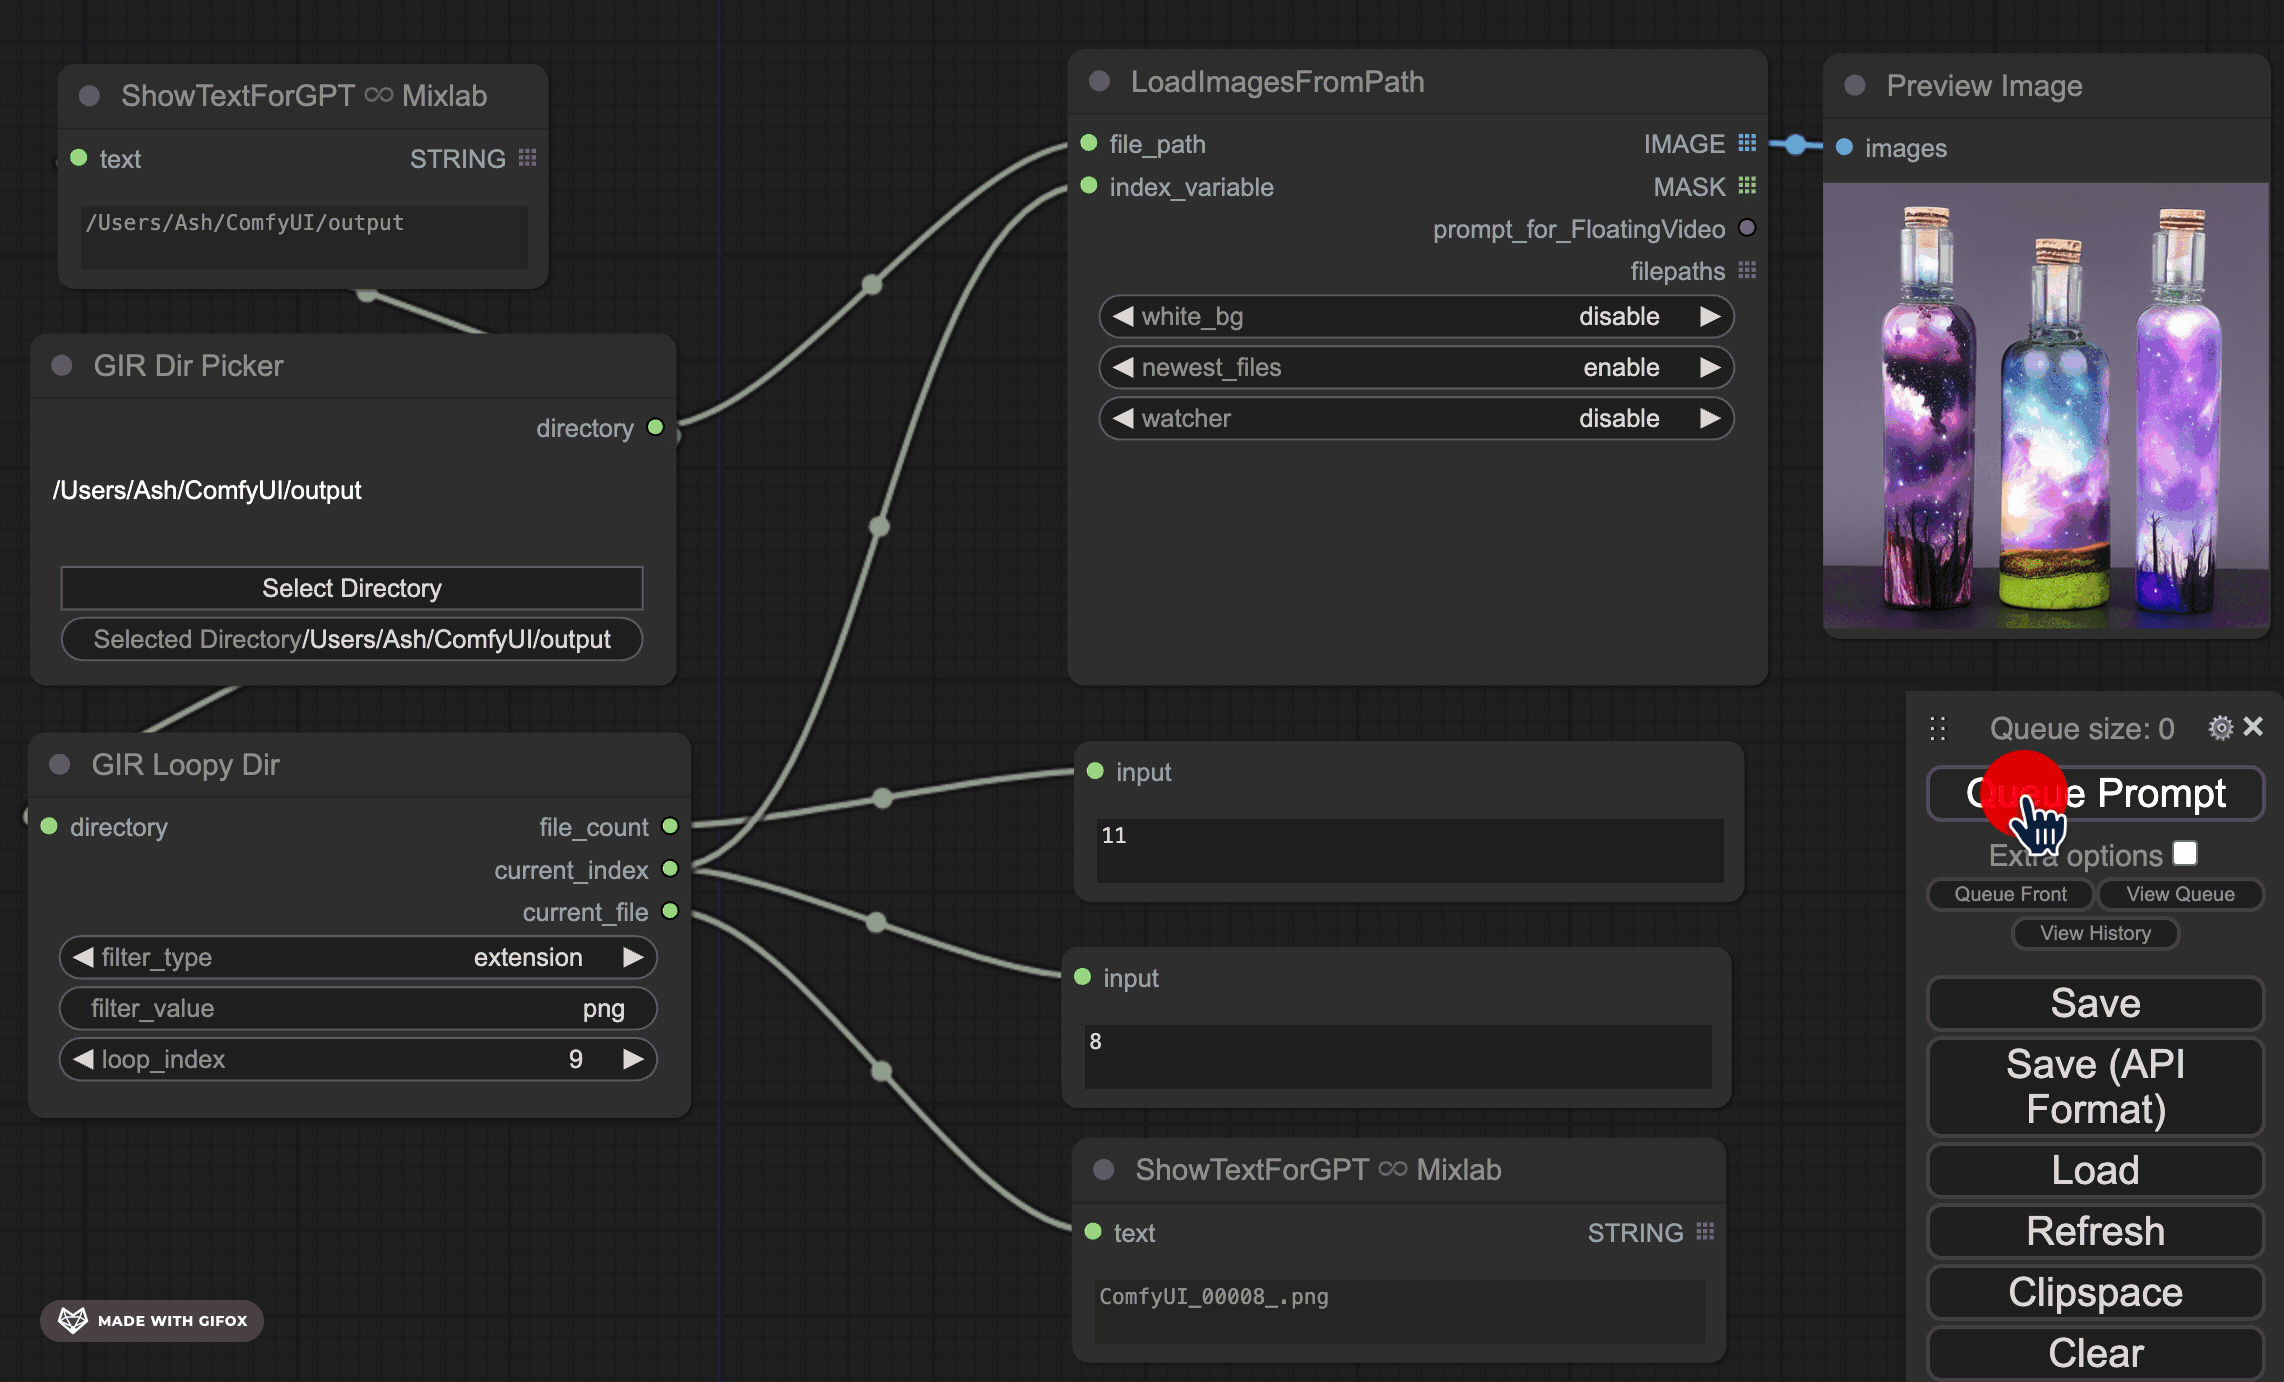 ShowTextForGPT ∞ Mixlab
text
STRING
/Users/Ash/ComfyUI/output
GIR Dir Picker
directory
/Users/Ash/ComfyUI/output
Select Directory
Selected Directory/Users/Ash/ComfyUI/output
GIR Loopy Dir
directory
file_count
current_index
current_file
filter_type extension
filter_value png
loop_index 9
LoadImagesFromPath
file_path
IMAGE
index_variable
MASK
prompt_for_FloatingVideo
filepaths
white_bg disable
newest_files enable
watcher disable
Preview Image
images
input
11
input
8
ShowTextForGPT ∞ Mixlab
text
STRING
ComfyUI_00008_.png
Queue size: 0
Queue Prompt
Extra options
Queue Front
View Queue
View History
Save
Save (API
Format)
Load
Refresh
Clipspace
Clear
MADE WITH GIFOX